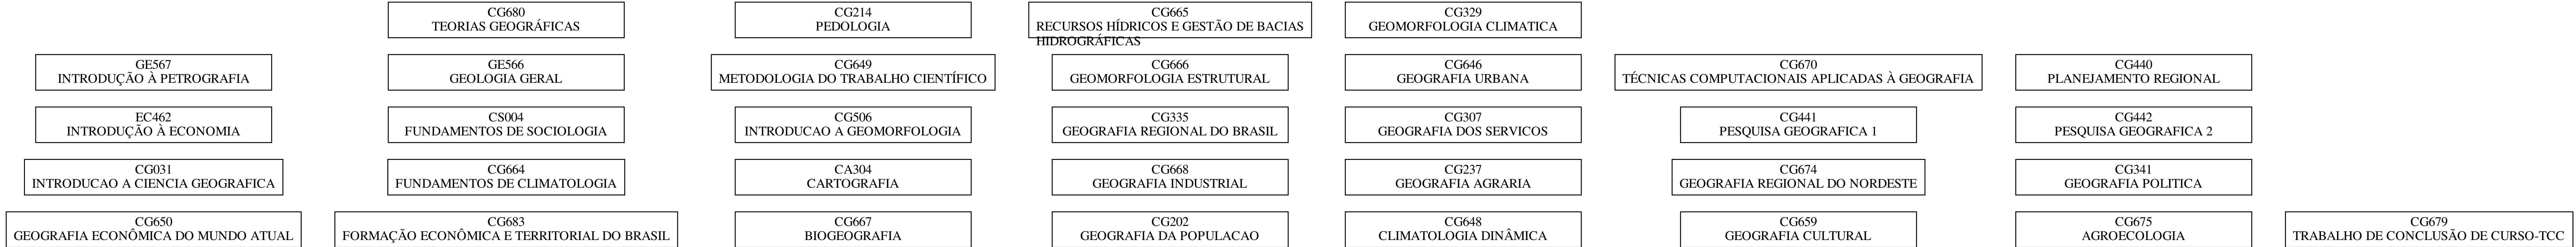 CG680
TEORIAS GEOGRÁFICAS
CG214
PEDOLOGIA
CG665
RECURSOS HÍDRICOS E GESTÃO DE BACIAS
HIDROGRÁFICAS
CG329
GEOMORFOLOGIA CLIMATICA
GE567
INTRODUÇÃO À PETROGRAFIA
GE566
GEOLOGIA GERAL
CG649
METODOLOGIA DO TRABALHO CIENTÍFICO
CG666
GEOMORFOLOGIA ESTRUTURAL
CG646
GEOGRAFIA URBANA
CG670
TÉCNICAS COMPUTACIONAIS APLICADAS À GEOGRAFIA
CG440
PLANEJAMENTO REGIONAL
EC462
INTRODUÇÃO À ECONOMIA
CS004
FUNDAMENTOS DE SOCIOLOGIA
CG506
INTRODUCAO A GEOMORFOLOGIA
CG335
GEOGRAFIA REGIONAL DO BRASIL
CG307
GEOGRAFIA DOS SERVICOS
CG441
PESQUISA GEOGRAFICA 1
CG442
PESQUISA GEOGRAFICA 2
CG031
INTRODUCAO A CIENCIA GEOGRAFICA
CG664
FUNDAMENTOS DE CLIMATOLOGIA
CA304
CARTOGRAFIA
CG668
GEOGRAFIA INDUSTRIAL
CG237
GEOGRAFIA AGRARIA
CG674
GEOGRAFIA REGIONAL DO NORDESTE
CG341
GEOGRAFIA POLITICA
CG650
GEOGRAFIA ECONÔMICA DO MUNDO ATUAL
CG683
FORMAÇÃO ECONÔMICA E TERRITORIAL DO BRASIL
CG667
BIOGEOGRAFIA
CG202
GEOGRAFIA DA POPULACAO
CG648
CLIMATOLOGIA DINÂMICA
CG659
GEOGRAFIA CULTURAL
CG675
AGROECOLOGIA
CG679
TRABALHO DE CONCLUSÃO DE CURSO-TCC